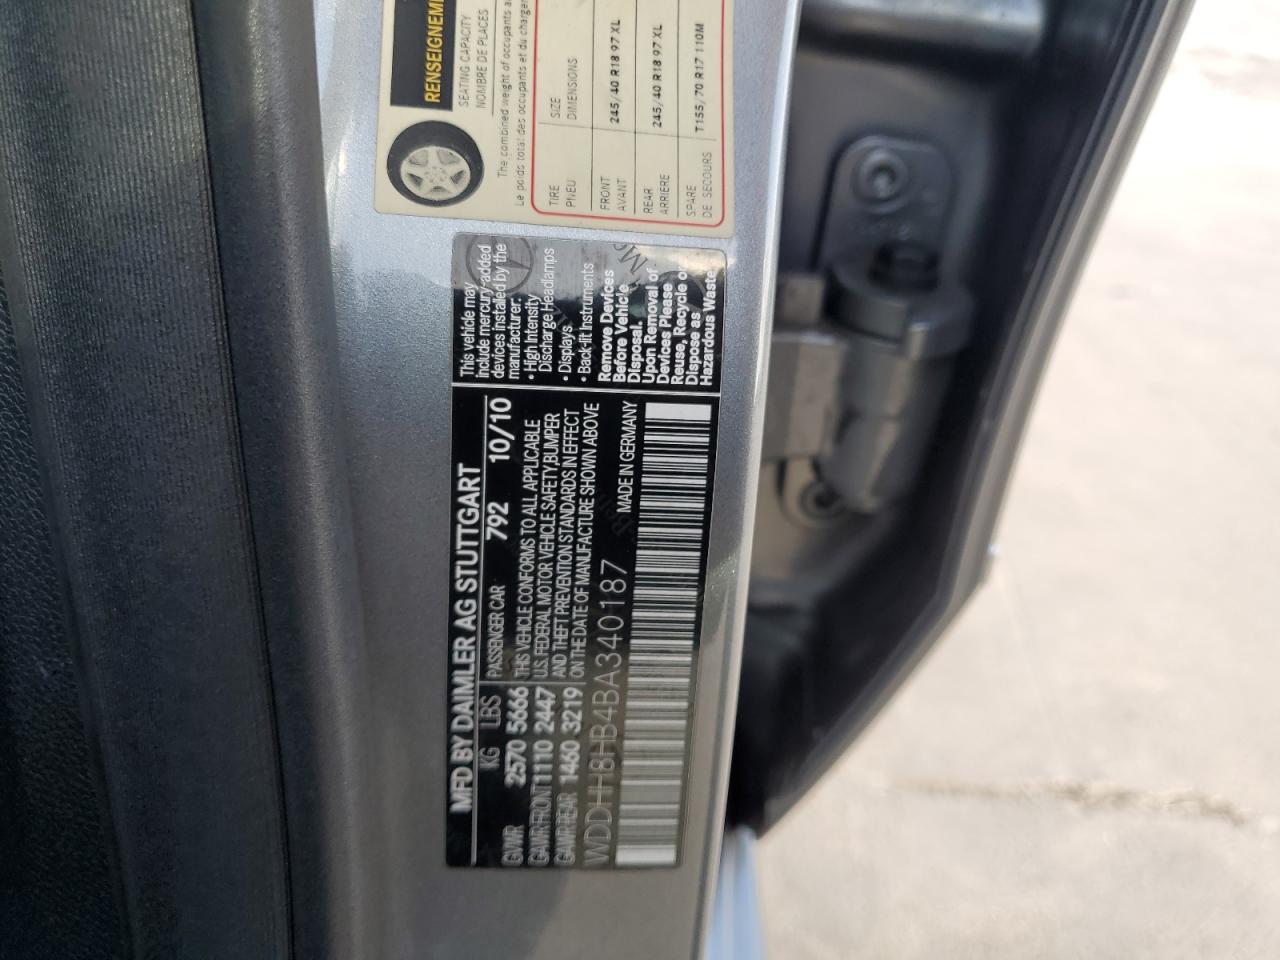 RENSEIGNEM
SEATING CAPACITY
NOMBRE DE PLACES
The combined weight of occupants a
Le poids total des occupants et du charger
TIRE SIZE
PNEU DIMENSIONS
FRONT 245/40 R18 97 XL
AVANT
REAR 245/40 R18 97 XL
ARRIÈRE
SPARE T155/70 R17 110M
DE SECOURS
MFD BY DAIMLER AG STUTTGART
KG LBS PASSENGER CAR 792 10/10
GVWR 2570 5666 THIS VEHICLE CONFORMS TO ALL APPLICABLE
GAWR FRONT 1110 2447 U.S. FEDERAL MOTOR VEHICLE SAFETY, BUMPER
GAWR REAR 1460 3219 AND THEFT PREVENTION STANDARDS IN EFFECT
ON THE DATE OF MANUFACTURE SHOWN ABOVE
WDDHH8HB4BA340187 MADE IN GERMANY
This vehicle may
include mercury-added
devices installed by the
manufacturer:
• High Intensity
Discharge Headlamps
• Displays
• Back-lit Instruments
Remove Devices
Before Vehicle
Disposal.
Upon Removal of
Devices Please
Reuse, Recycle or
Dispose as
Hazardous Waste